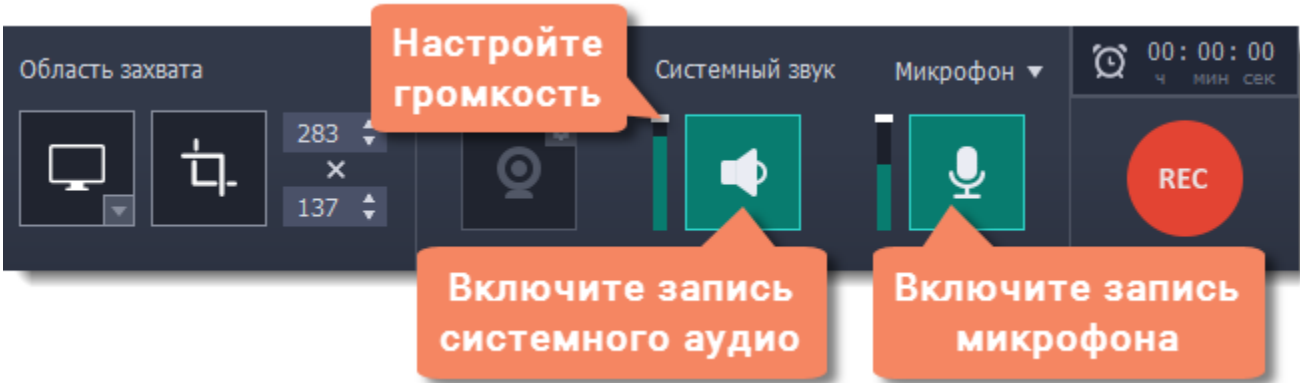 Настройте
громкость
Область захвата
Системный звук
Микрофон
00:00:00
ч мин сек
283
×
137
REC
Включите запись
системного аудио
Включите запись
микрофона